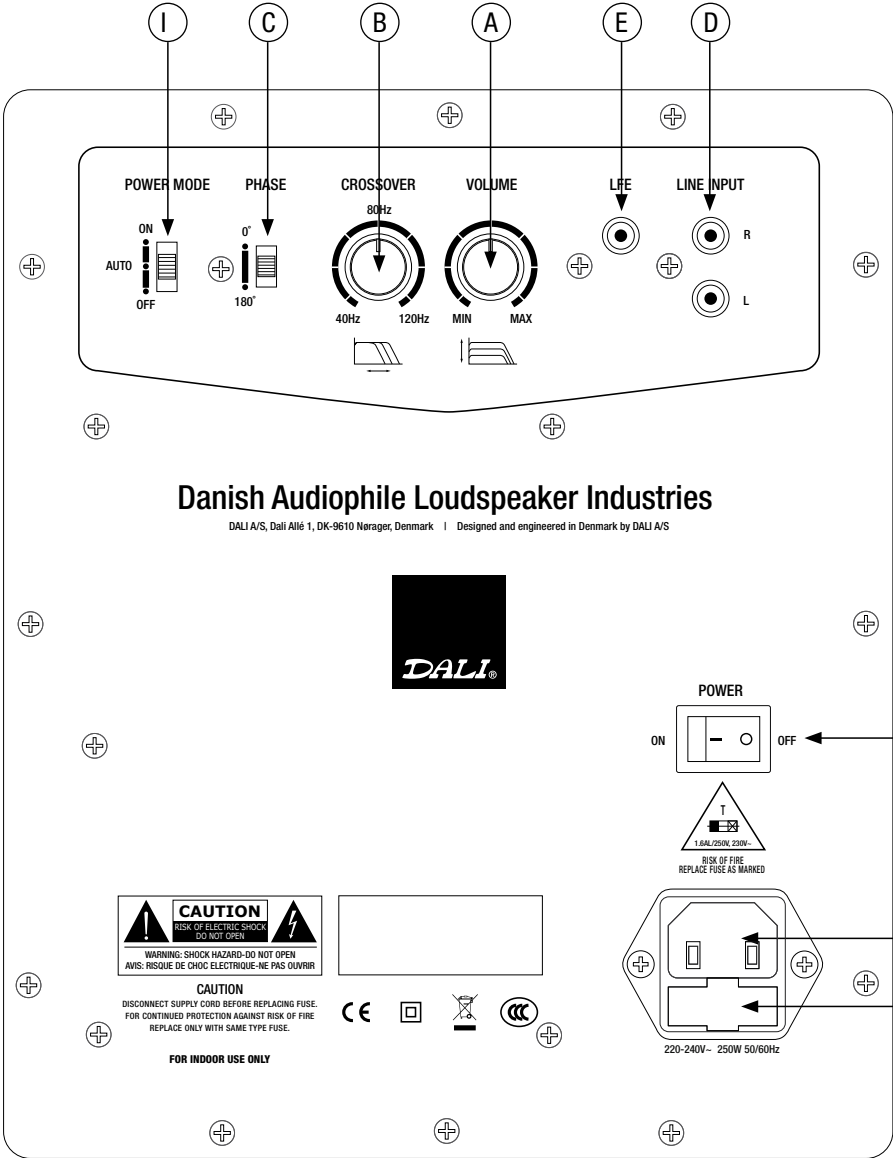 I C B A E D
POWER MODE PHASE CROSSOVER VOLUME LFE LINE INPUT
80Hz
ON 0° R
AUTO
OFF 180° L
40Hz 120Hz MIN MAX
Danish Audiophile Loudspeaker Industries
DALI A/S, Dali Allé 1, DK-9610 Nørager, Denmark | Designed and engineered in Denmark by DALI A/S
DALI®
POWER
ON OFF
T
1.6AL/250V, 230V~
RISK OF FIRE
REPLACE FUSE AS MARKED
CAUTION
RISK OF ELECTRIC SHOCK
DO NOT OPEN
WARNING: SHOCK HAZARD-DO NOT OPEN
AVIS: RISQUE DE CHOC ELECTRIQUE-NE PAS OUVRIR
CAUTION
DISCONNECT SUPPLY CORD BEFORE REPLACING FUSE.
FOR CONTINUED PROTECTION AGAINST RISK OF FIRE
REPLACE ONLY WITH SAME TYPE FUSE.
FOR INDOOR USE ONLY
CE
CCC
220-240V~ 250W 50/60Hz